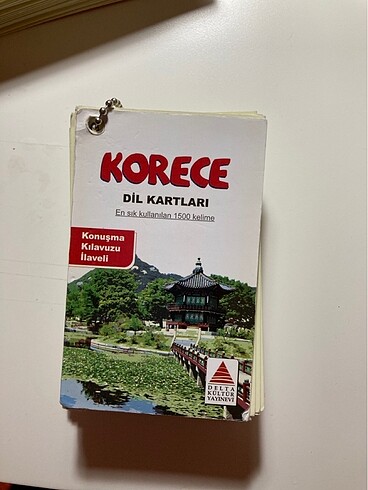 KORECE
DİL KARTLARI
En sık kullanılan 1500 kelime
Konuşma
Kılavuzu
İlaveli
DELTA
KÜLTÜR
YAYINEVİ